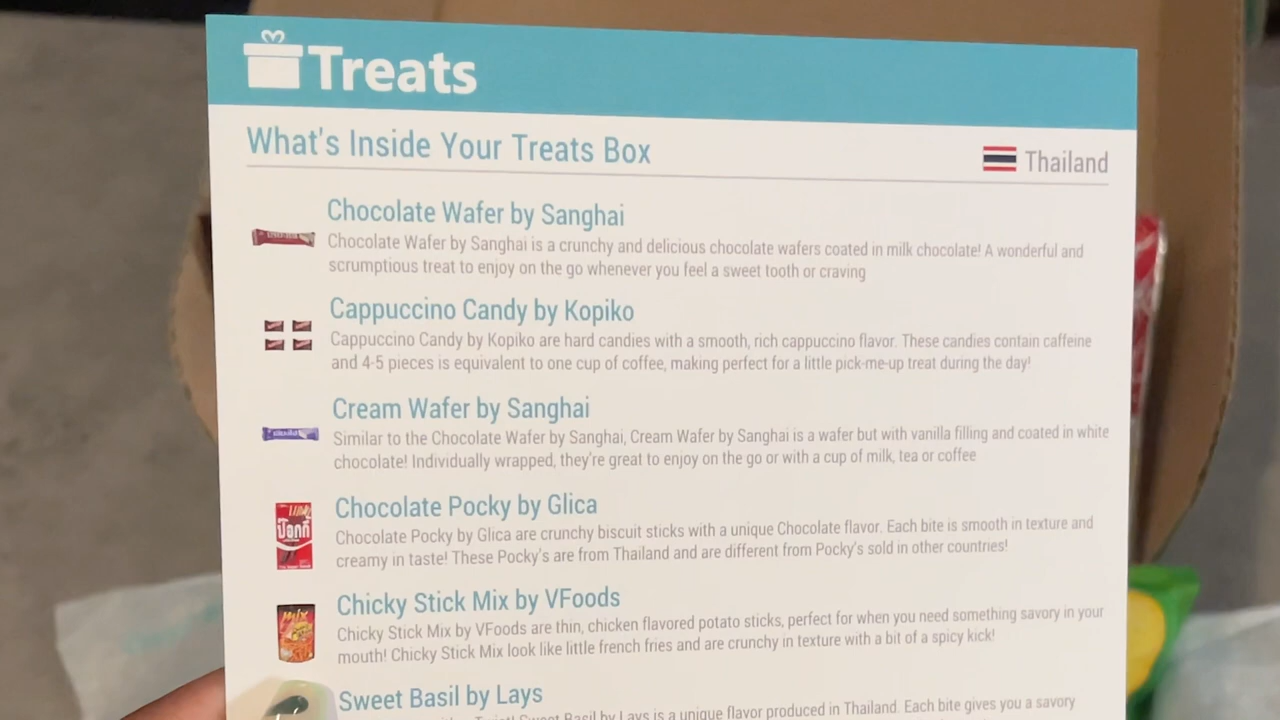 Treats
What's Inside Your Treats Box
Thailand
Chocolate Wafer by Sanghai
Chocolate Wafer by Sanghai is a crunchy and delicious chocolate wafers coated in milk chocolate! A wonderful and
scrumptious treat to enjoy on the go whenever you feel a sweet tooth or craving
Cappuccino Candy by Kopiko
Cappuccino Candy by Kopiko are hard candies with a smooth, rich cappuccino flavor. These candies contain caffeine
and 4-5 pieces is equivalent to one cup of coffee, making perfect for a little pick-me-up treat during the day!
Cream Wafer by Sanghai
Similar to the Chocolate Wafer by Sanghai, Cream Wafer by Sanghai is a wafer but with vanilla filling and coated in white
chocolate! Individually wrapped, they're great to enjoy on the go or with a cup of milk, tea or coffee
Chocolate Pocky by Glica
ป๊อกกี้
Chocolate Pocky by Glica are crunchy biscuit sticks with a unique Chocolate flavor. Each bite is smooth in texture and
creamy in taste! These Pocky's are from Thailand and are different from Pocky's sold in other countries!
Chicky Stick Mix by VFoods
mix
Chicky Stick Mix by VFoods are thin, chicken flavored potato sticks, perfect for when you need something savory in your
mouth! Chicky Stick Mix look like little french fries and are crunchy in texture with a bit of a spicy kick!
Sweet Basil by Lays
Sweet Basil by Lays is a unique flavor produced in Thailand. Each bite gives you a savory